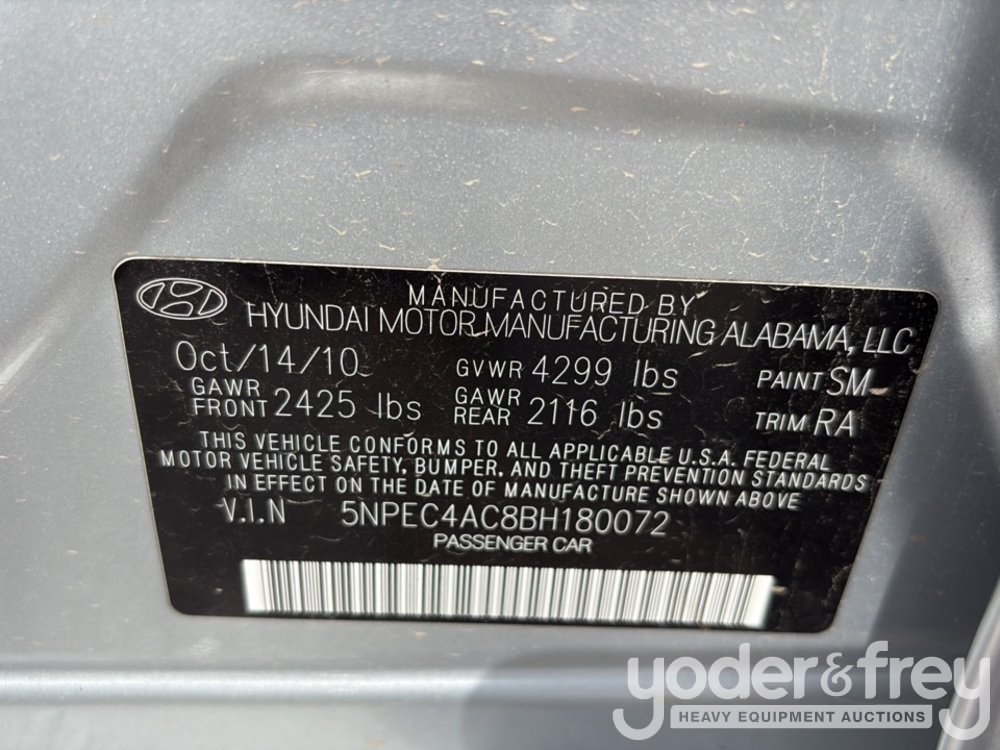 MANUFACTURED BY
HYUNDAI MOTOR MANUFACTURING ALABAMA, LLC
Oct/14/10 GVWR 4299 lbs PAINT SM
GAWR FRONT 2425 lbs GAWR REAR 2116 lbs TRIM RA
THIS VEHICLE CONFORMS TO ALL APPLICABLE U.S.A. FEDERAL
MOTOR VEHICLE SAFETY, BUMPER, AND THEFT PREVENTION STANDARDS
IN EFFECT ON THE DATE OF MANUFACTURE SHOWN ABOVE
V.I.N 5NPEC4AC8BH180072
PASSENGER CAR
yoder&frey
HEAVY EQUIPMENT AUCTIONS